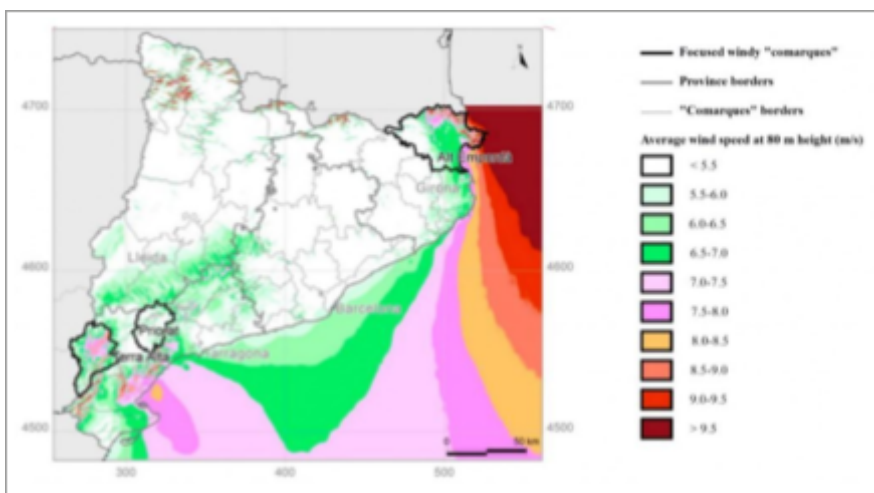 Focused windy "comarques"
Province borders
"Comarques" borders
Average wind speed at 80 m height (m/s)
< 5.5
5.5-6.0
6.0-6.5
6.5-7.0
7.0-7.5
7.5-8.0
8.0-8.5
8.5-9.0
9.0-9.5
> 9.5
4700
4700
Alt Empordà
Girona
4600
4600
Lleida
Barcelona
Priorat
Terra Alta
Tarragona
4500
4500
0
50 km
300
400
500